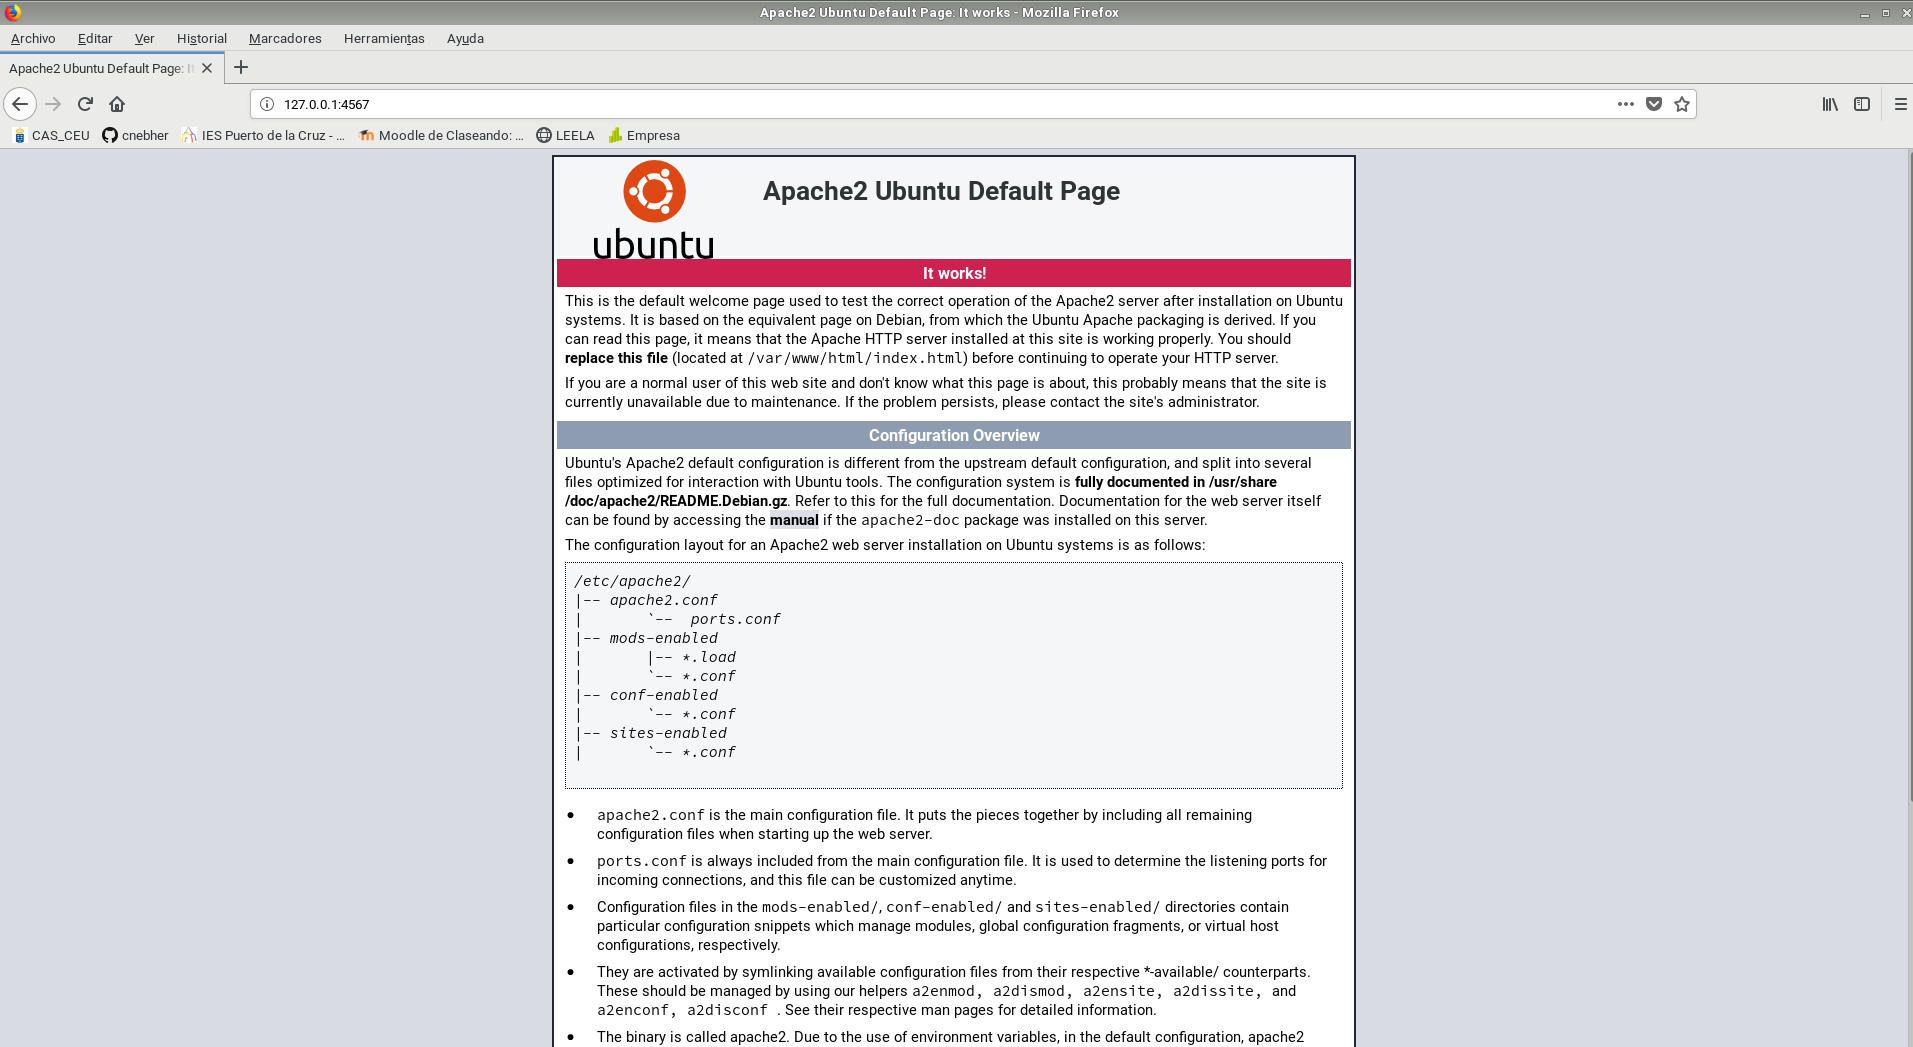 Apache2 Ubuntu Default Page: It works - Mozilla Firefox
Archivo Editar Ver Historial Marcadores Herramientas Ayuda
Apache2 Ubuntu Default Page: It
127.0.0.1:4567
CAS_CEU cnebher IES Puerto de la Cruz - ... Moodle de Claseando: ... LEELA Empresa
ubuntu
Apache2 Ubuntu Default Page
It works!
This is the default welcome page used to test the correct operation of the Apache2 server after installation on Ubuntu
systems. It is based on the equivalent page on Debian, from which the Ubuntu Apache packaging is derived. If you
can read this page, it means that the Apache HTTP server installed at this site is working properly. You should
replace this file (located at /var/www/html/index.html) before continuing to operate your HTTP server.
If you are a normal user of this web site and don't know what this page is about, this probably means that the site is
currently unavailable due to maintenance. If the problem persists, please contact the site's administrator.
Configuration Overview
Ubuntu's Apache2 default configuration is different from the upstream default configuration, and split into several
files optimized for interaction with Ubuntu tools. The configuration system is fully documented in /usr/share
/doc/apache2/README.Debian.gz. Refer to this for the full documentation. Documentation for the web server itself
can be found by accessing the manual if the apache2-doc package was installed on this server.
The configuration layout for an Apache2 web server installation on Ubuntu systems is as follows:
/etc/apache2/
|-- apache2.conf
|       `--  ports.conf
|-- mods-enabled
|       |-- *.load
|       `-- *.conf
|-- conf-enabled
|       `-- *.conf
|-- sites-enabled
|       `-- *.conf
• apache2.conf is the main configuration file. It puts the pieces together by including all remaining
configuration files when starting up the web server.
• ports.conf is always included from the main configuration file. It is used to determine the listening ports for
incoming connections, and this file can be customized anytime.
• Configuration files in the mods-enabled/, conf-enabled/ and sites-enabled/ directories contain
particular configuration snippets which manage modules, global configuration fragments, or virtual host
configurations, respectively.
• They are activated by symlinking available configuration files from their respective *-available/ counterparts.
These should be managed by using our helpers a2enmod, a2dismod, a2ensite, a2dissite, and
a2enconf, a2disconf . See their respective man pages for detailed information.
• The binary is called apache2. Due to the use of environment variables, in the default configuration, apache2